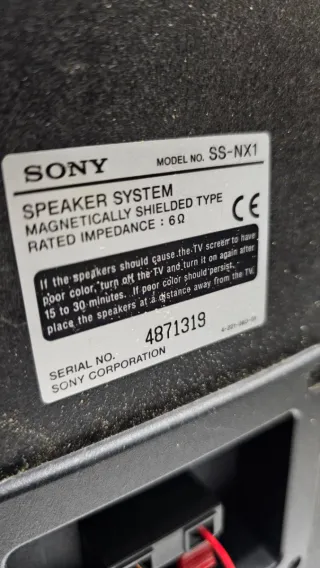 SONY MODEL NO. SS-NX1
SPEAKER SYSTEM
MAGNETICALLY SHIELDED TYPE
RATED IMPEDANCE : 6Ω CE
If the speakers should cause the TV screen to have
poor color, turn off the TV and turn it on again after
15 to 30 minutes. If poor color should persist,
place the speakers at a distance away from the TV.
SERIAL NO. 4871319
SONY CORPORATION